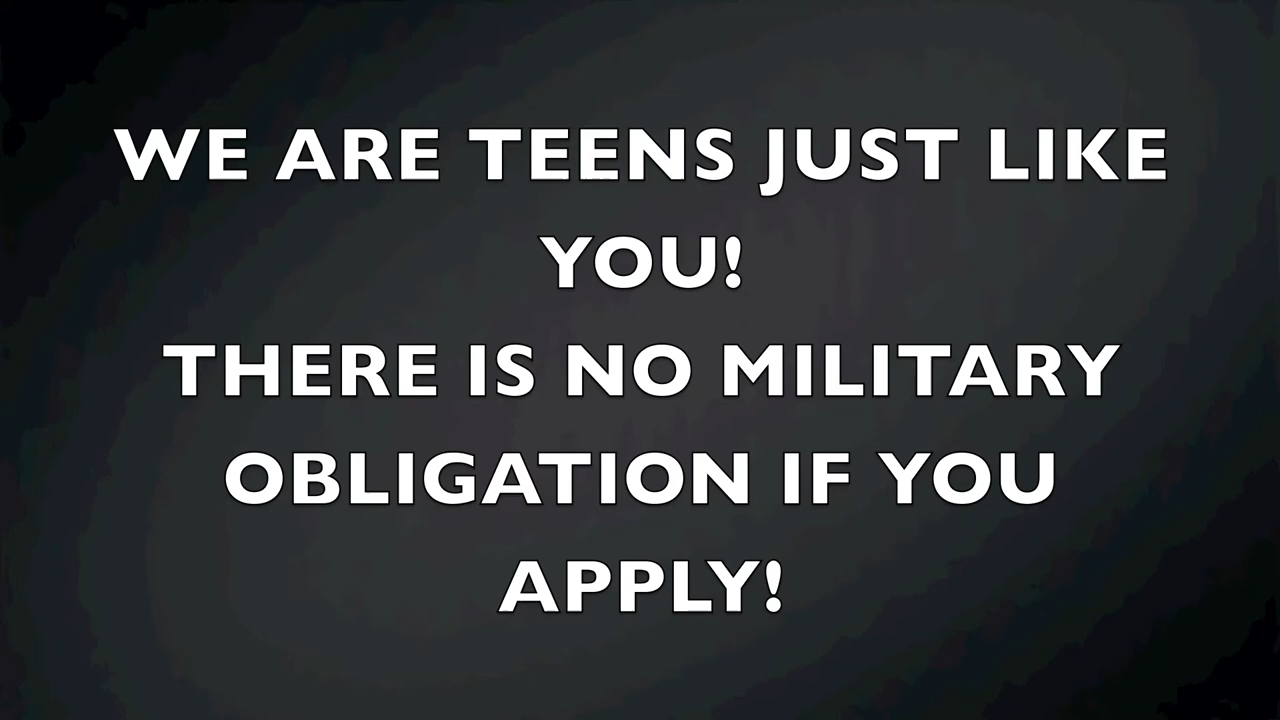 WE ARE TEENS JUST LIKE
YOU!
THERE IS NO MILITARY
OBLIGATION IF YOU
APPLY!